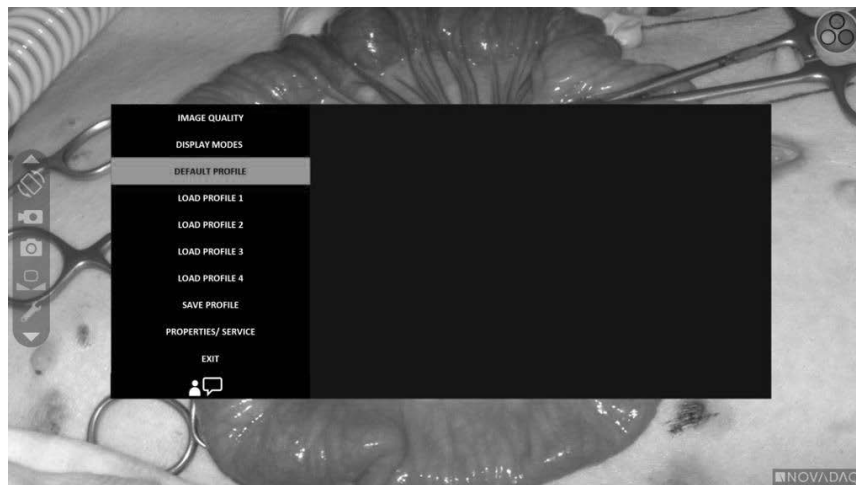 IMAGE QUALITY
DISPLAY MODES
DEFAULT PROFILE
LOAD PROFILE 1
LOAD PROFILE 2
LOAD PROFILE 3
LOAD PROFILE 4
SAVE PROFILE
PROPERTIES/ SERVICE
EXIT
NOVADAQ